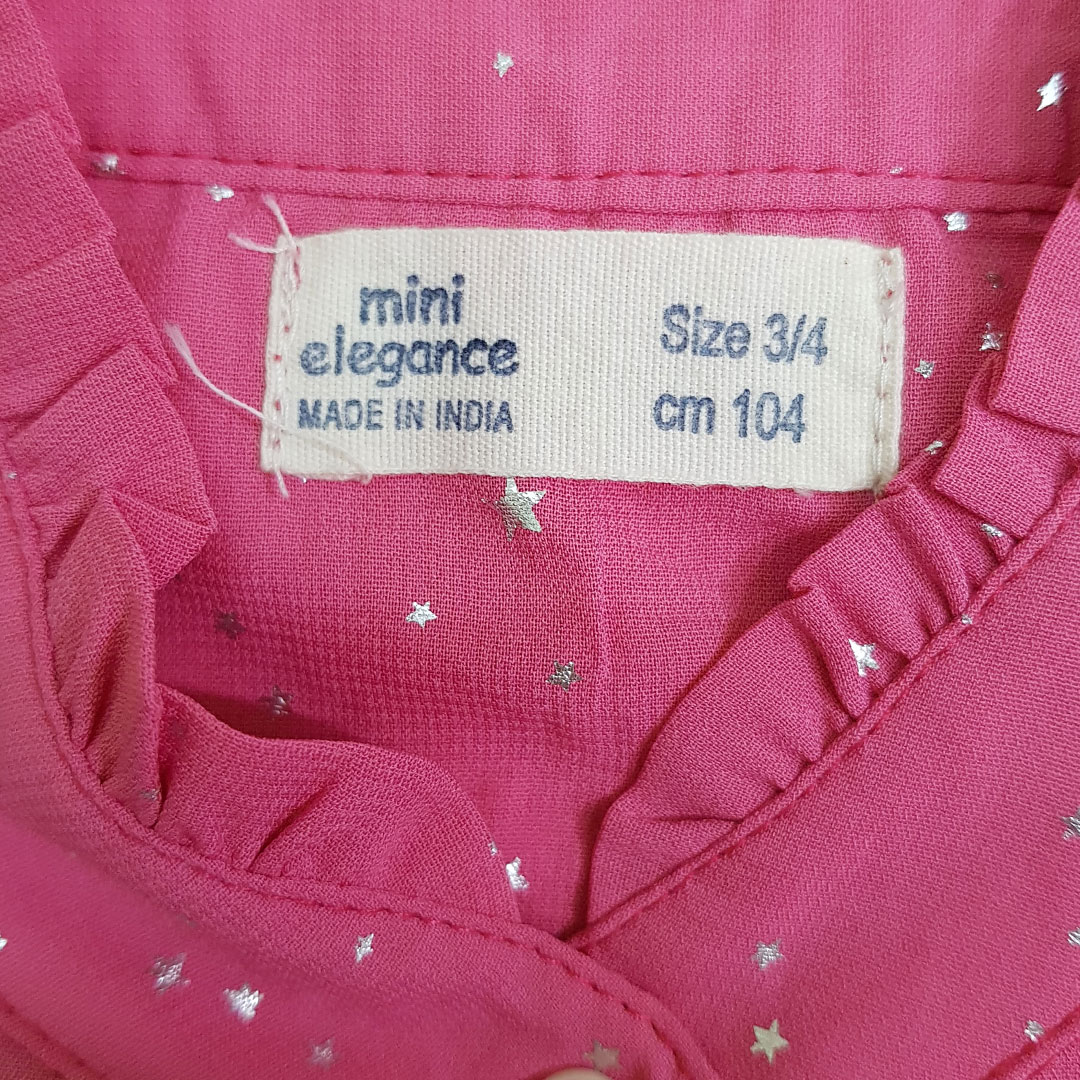 mini
elegance
MADE IN INDIA
Size 3/4
cm 104